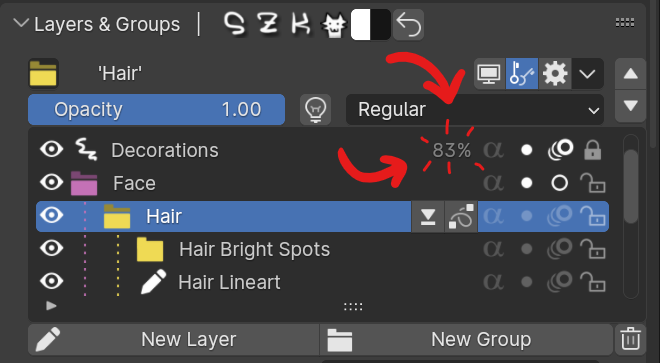 Layers & Groups | S Z K
'Hair'
Opacity 1.00 Regular
Decorations 83% α
Face α
Hair α
Hair Bright Spots α
Hair Lineart α
New Layer New Group